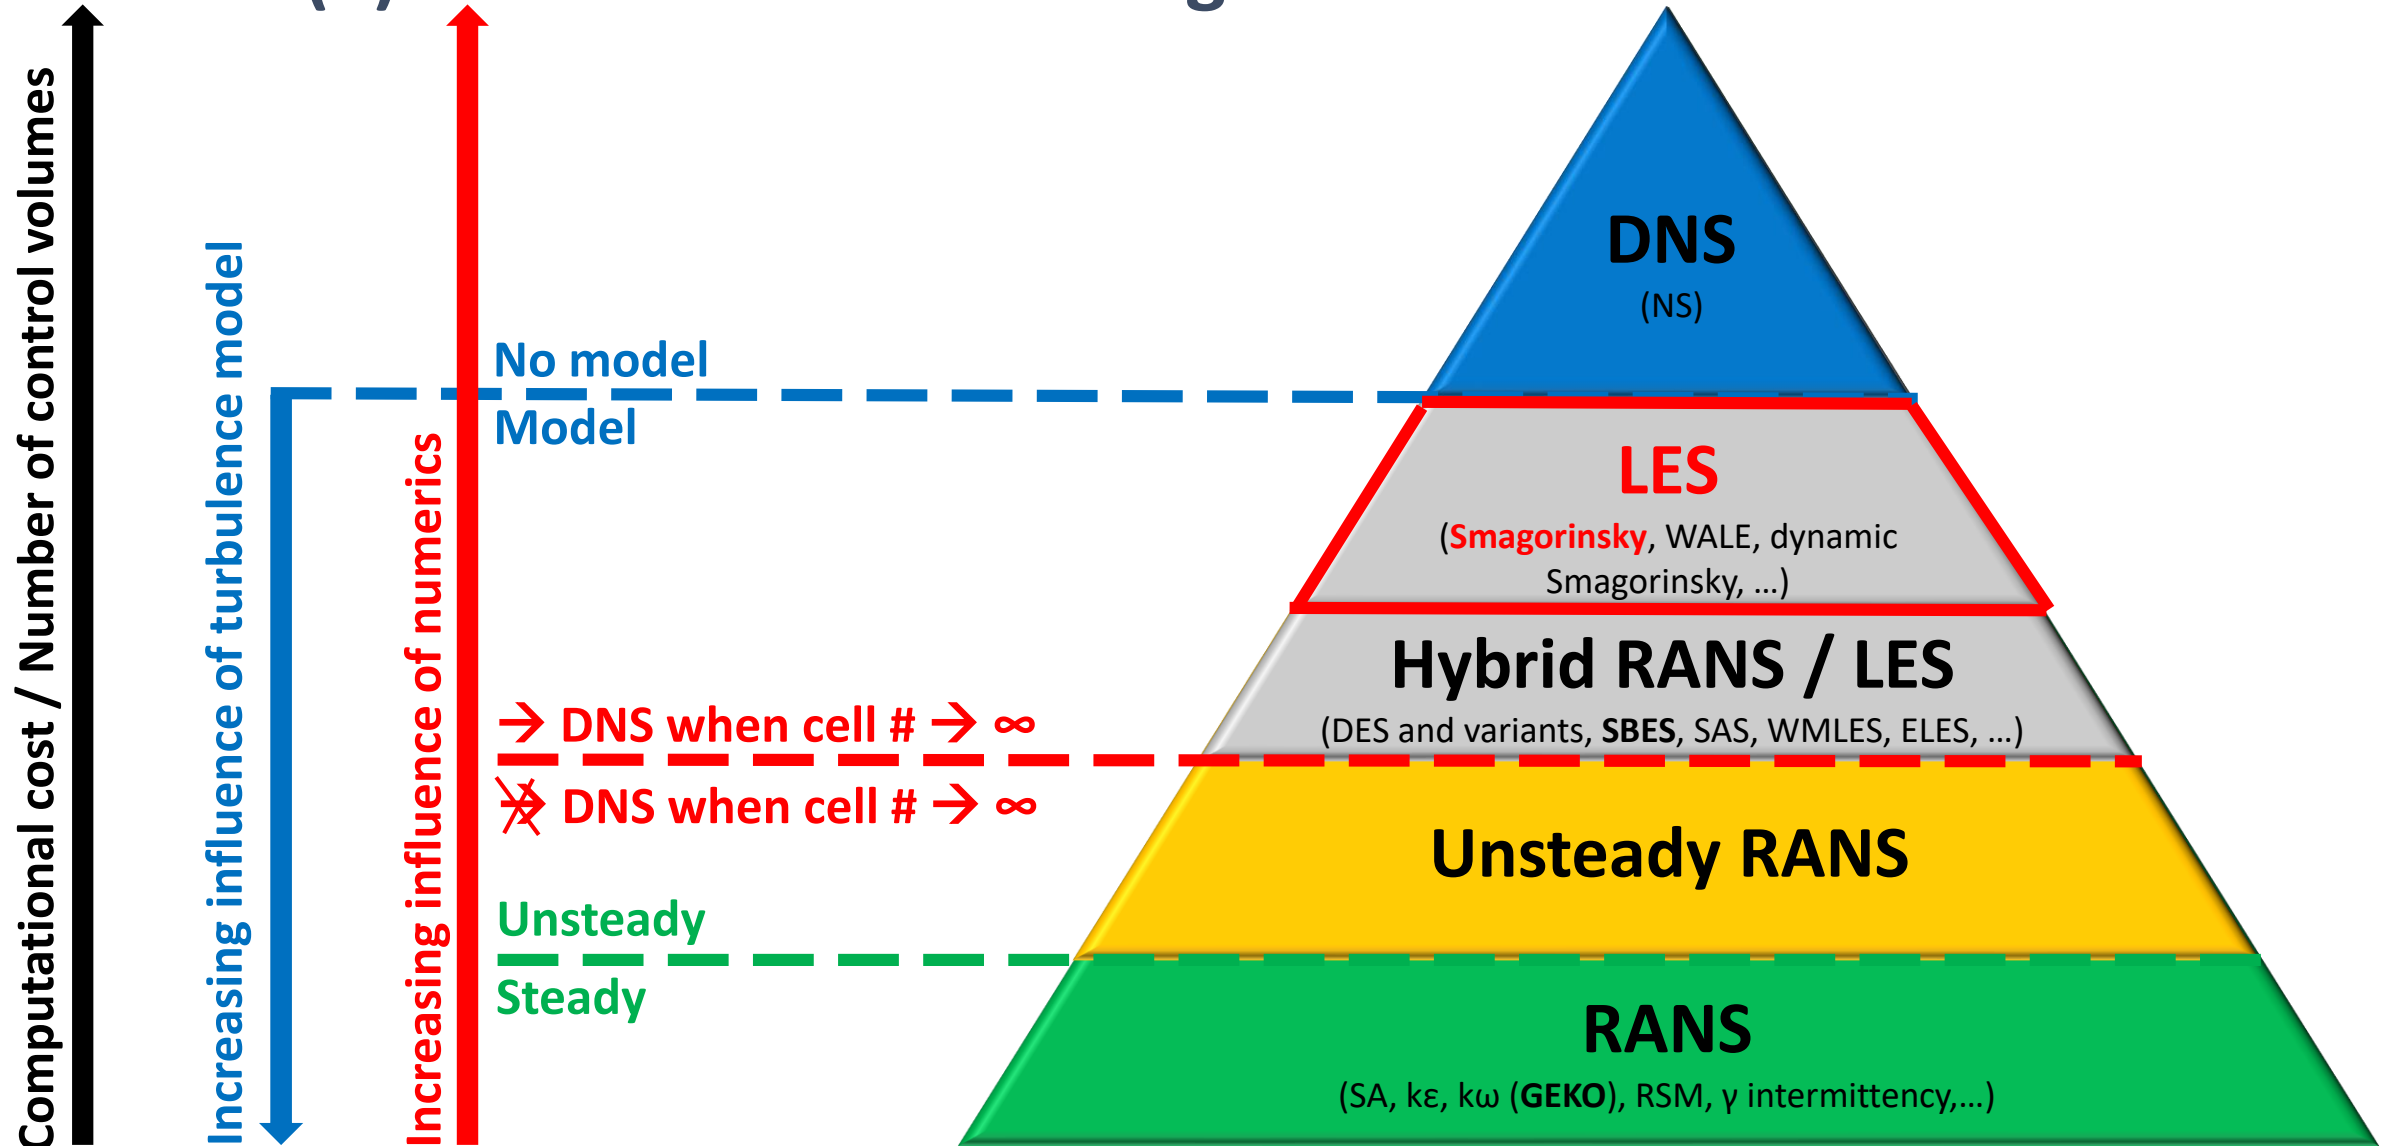 Computational cost / Number of control volumes
Increasing influence of turbulence model
Increasing influence of numerics
No model
Model
→ DNS when cell # → ∞
→ DNS when cell # → ∞
Unsteady
Steady
DNS
(NS)
LES
(Smagorinsky, WALE, dynamic
Smagorinsky, ...)
Hybrid RANS / LES
(DES and variants, SBES, SAS, WMLES, ELES, ...)
Unsteady RANS
RANS
(SA, kε, kω (GEKO), RSM, γ intermittency,...)